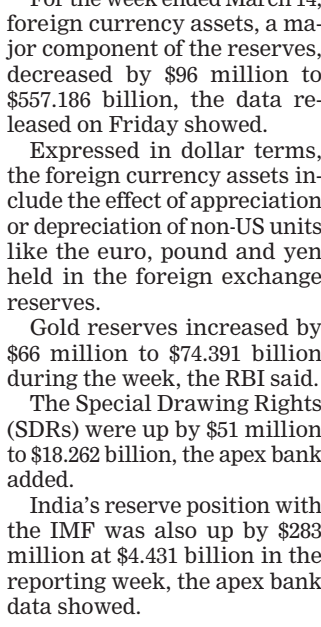 For the week ended March 14,
foreign currency assets, a ma-
jor component of the reserves,
decreased by $96 million to
$557.186 billion, the data re-
leased on Friday showed.
Expressed in dollar terms,
the foreign currency assets in-
clude the effect of appreciation
or depreciation of non-US units
like the euro, pound and yen
held in the foreign exchange
reserves.
Gold reserves increased by
$66 million to $74.391 billion
during the week, the RBI said.
The Special Drawing Rights
(SDRs) were up by $51 million
to $18.262 billion, the apex bank
added.
India’s reserve position with
the IMF was also up by $283
million at $4.431 billion in the
reporting week, the apex bank
data showed.